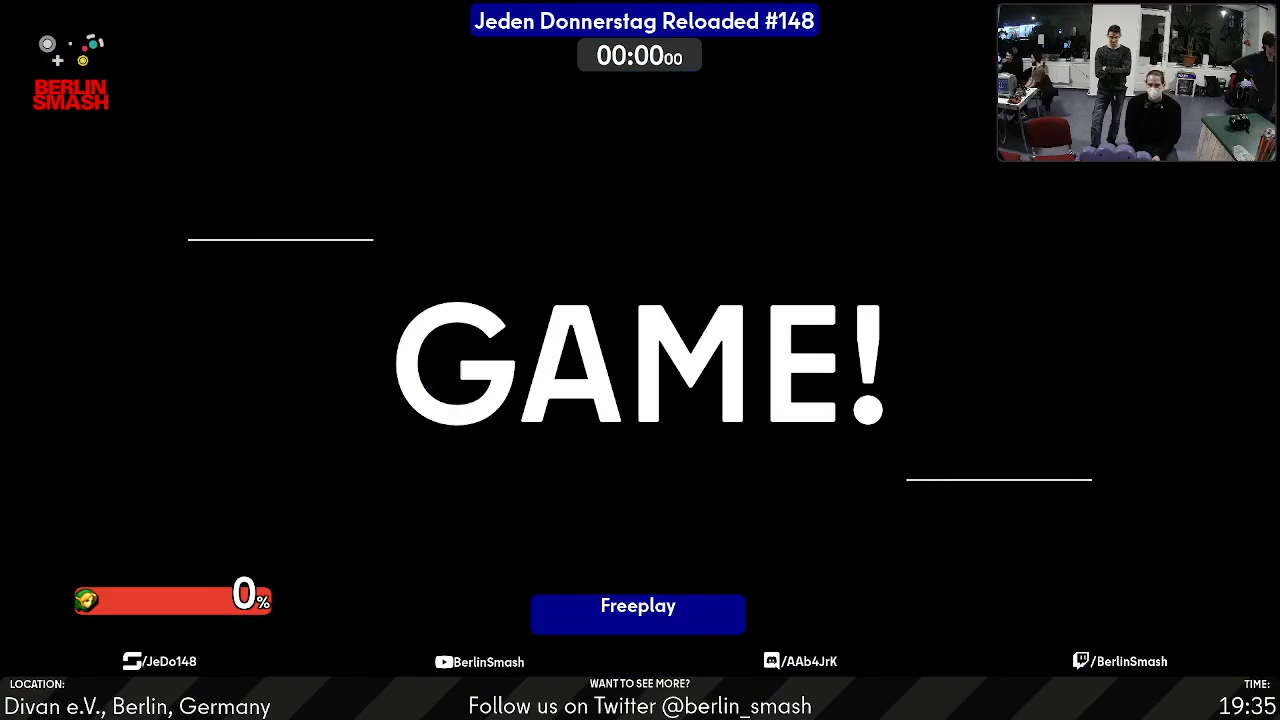 Jeden Donnerstag Reloaded #148
00:00 00
BERLIN
SMASH
GAME!
0%
Freeplay
/JeDo148
BerlinSmash
/AAb4JrK
/BerlinSmash
LOCATION:
Divan e.V., Berlin, Germany
WANT TO SEE MORE?
Follow us on Twitter @berlin_smash
TIME:
19:35